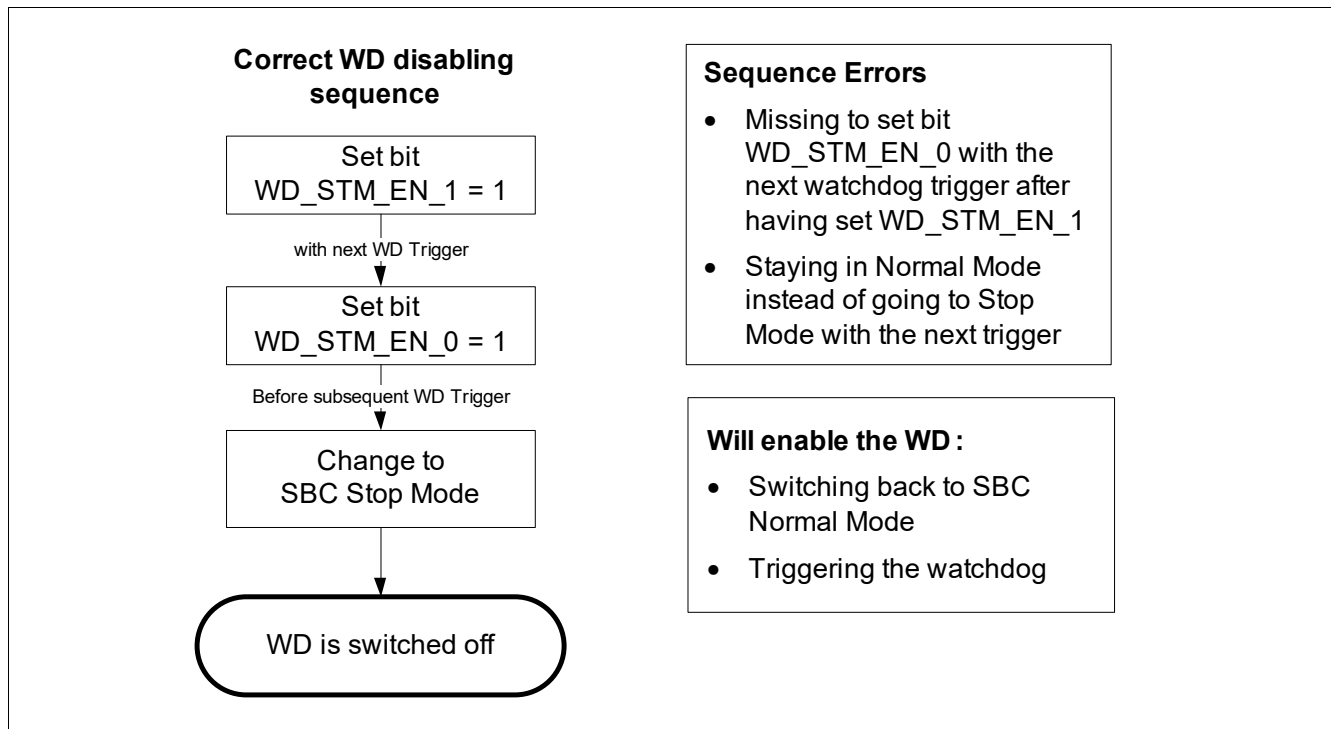 Correct WD disabling
sequence
Set bit
WD_STM_EN_1 = 1
with next WD Trigger
Set bit
WD_STM_EN_0 = 1
Before subsequent WD Trigger
Change to
SBC Stop Mode
WD is switched off
Sequence Errors
• Missing to set bit
WD_STM_EN_0 with the
next watchdog trigger after
having set WD_STM_EN_1
• Staying in Normal Mode
instead of going to Stop
Mode with the next trigger
Will enable the WD :
• Switching back to SBC
Normal Mode
• Triggering the watchdog